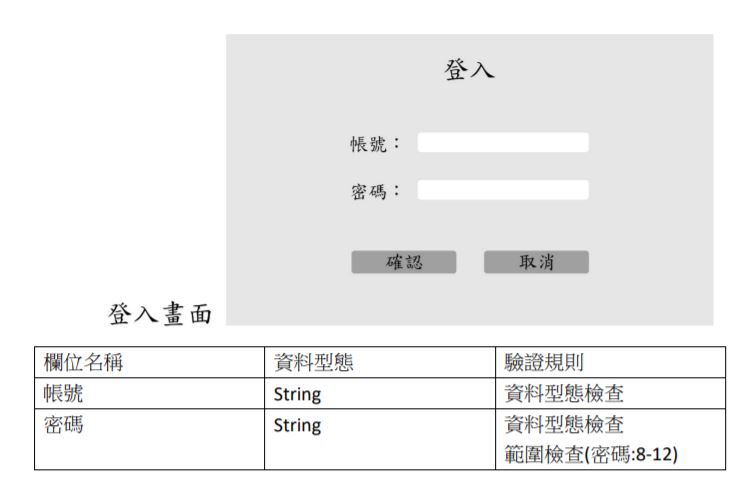 登入
帳號：
密碼：
確認 取消
登入畫面
欄位名稱 資料型態 驗證規則
帳號 String 資料型態檢查
密碼 String 資料型態檢查
範圍檢查(密碼:8-12)